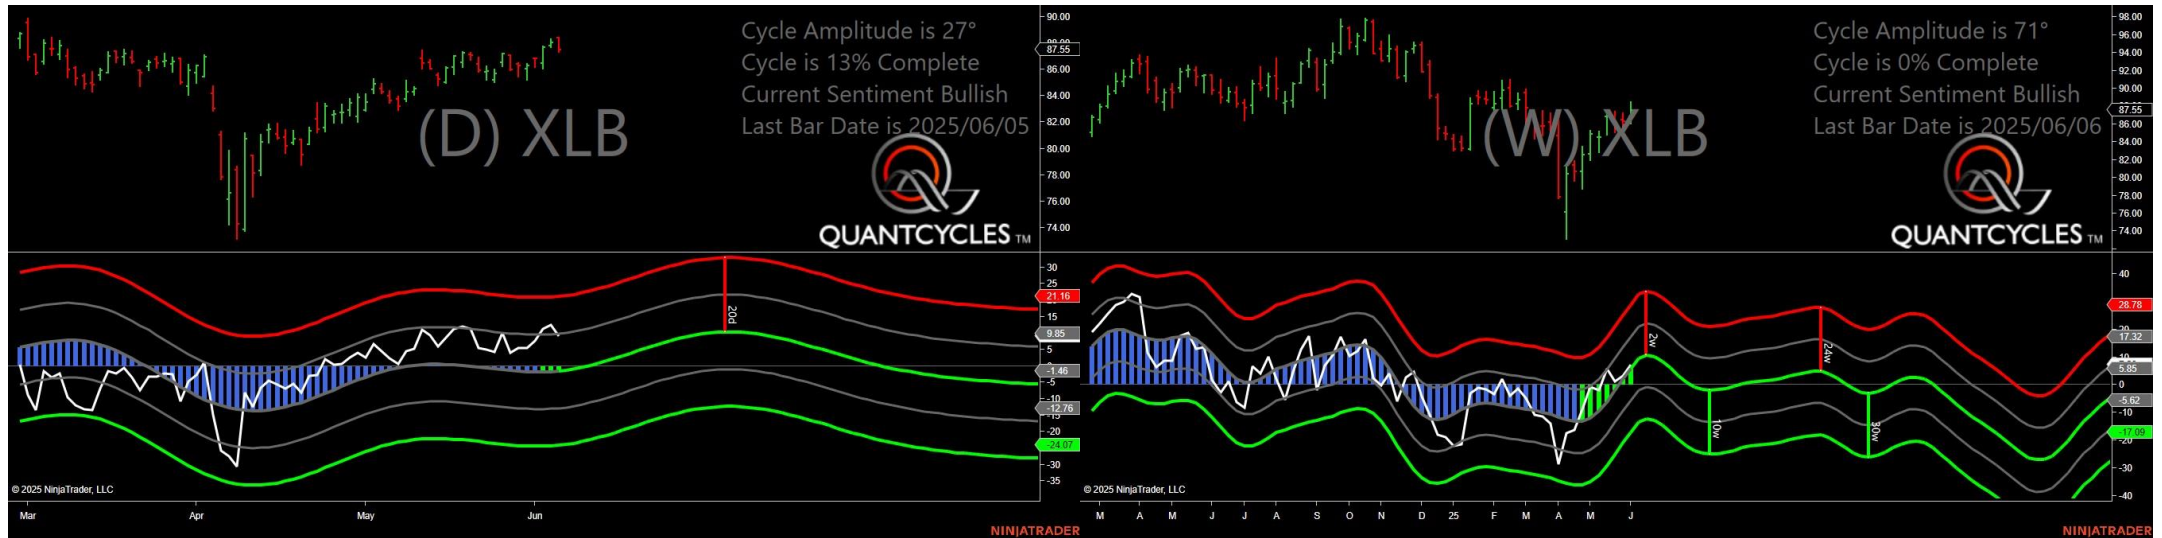 Cycle Amplitude is 27°
Cycle is 13% Complete
Current Sentiment Bullish
Last Bar Date is 2025/06/05
(D) XLB
QUANTCYCLES TM
90.00
87.55
86.00
84.00
82.00
80.00
78.00
76.00
74.00
20d
30
21.16
15
9.85
5
-1.46
-5
-10
-12.76
-20
-24.07
-30
-35
© 2025 NinjaTrader, LLC
Mar Apr May Jun
NINJATRADER
Cycle Amplitude is 71°
Cycle is 0% Complete
Current Sentiment Bullish
Last Bar Date is 2025/06/06
(W) XLB
QUANTCYCLES TM
98.00
96.00
94.00
92.00
90.00
87.55
86.00
84.00
82.00
80.00
78.00
76.00
74.00
2w
24w
10w
30w
40
28.78
17.32
5.85
0
-5.62
-10
-17.09
-30
-40
© 2025 NinjaTrader, LLC
M A M J J A S O N D 25 F M A M J
NINJATRADER